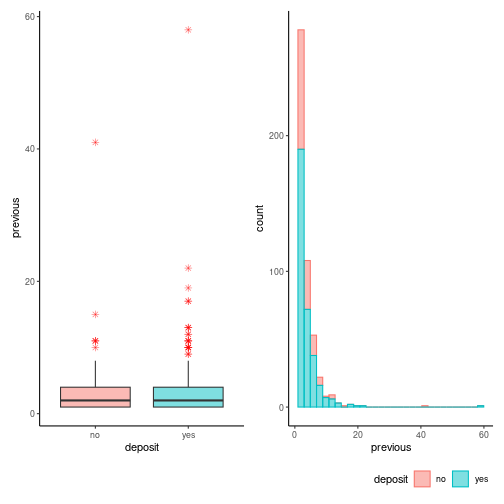 60
40
20
0
previous
no yes
deposit
200
100
0
count
0 20 40 60
previous
deposit no yes